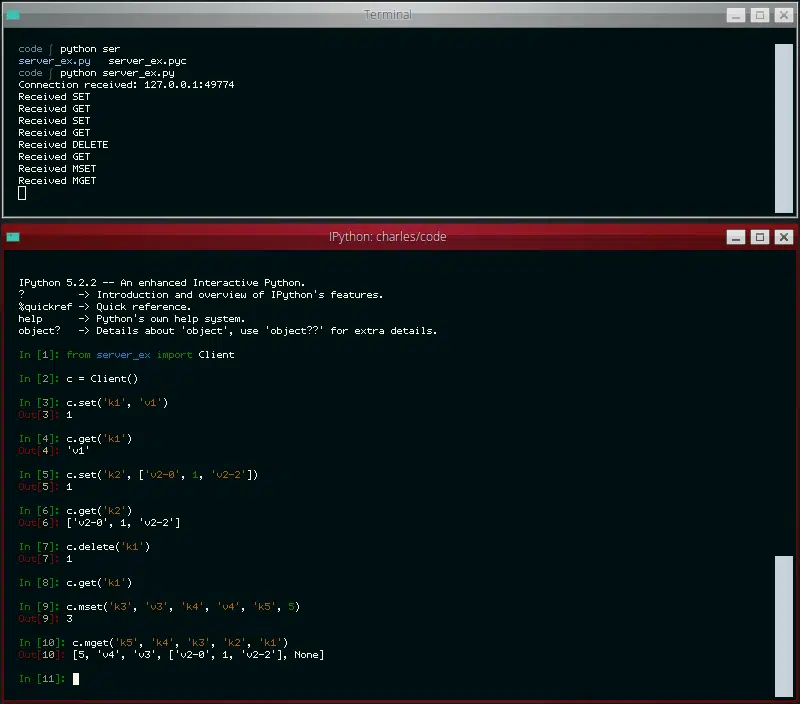 Terminal
code ∫ python ser
server_ex.py   server_ex.pyc
code ∫ python server_ex.py
Connection received: 127.0.0.1:49774
Received SET
Received GET
Received SET
Received GET
Received DELETE
Received GET
Received MSET
Received MGET
IPython: charles/code
IPython 5.2.2 -- An enhanced Interactive Python.
?         -> Introduction and overview of IPython's features.
%quickref -> Quick reference.
help      -> Python's own help system.
object?   -> Details about 'object', use 'object??' for extra details.
In [1]: from server_ex import Client
In [2]: c = Client()
In [3]: c.set('k1', 'v1')
Out[3]: 1
In [4]: c.get('k1')
Out[4]: 'v1'
In [5]: c.set('k2', ['v2-0', 1, 'v2-2'])
Out[5]: 1
In [6]: c.get('k2')
Out[6]: ['v2-0', 1, 'v2-2']
In [7]: c.delete('k1')
Out[7]: 1
In [8]: c.get('k1')
In [9]: c.mset('k3', 'v3', 'k4', 'v4', 'k5', 5)
Out[9]: 3
In [10]: c.mget('k5', 'k4', 'k3', 'k2', 'k1')
Out[10]: [5, 'v4', 'v3', ['v2-0', 1, 'v2-2'], None]
In [11]: